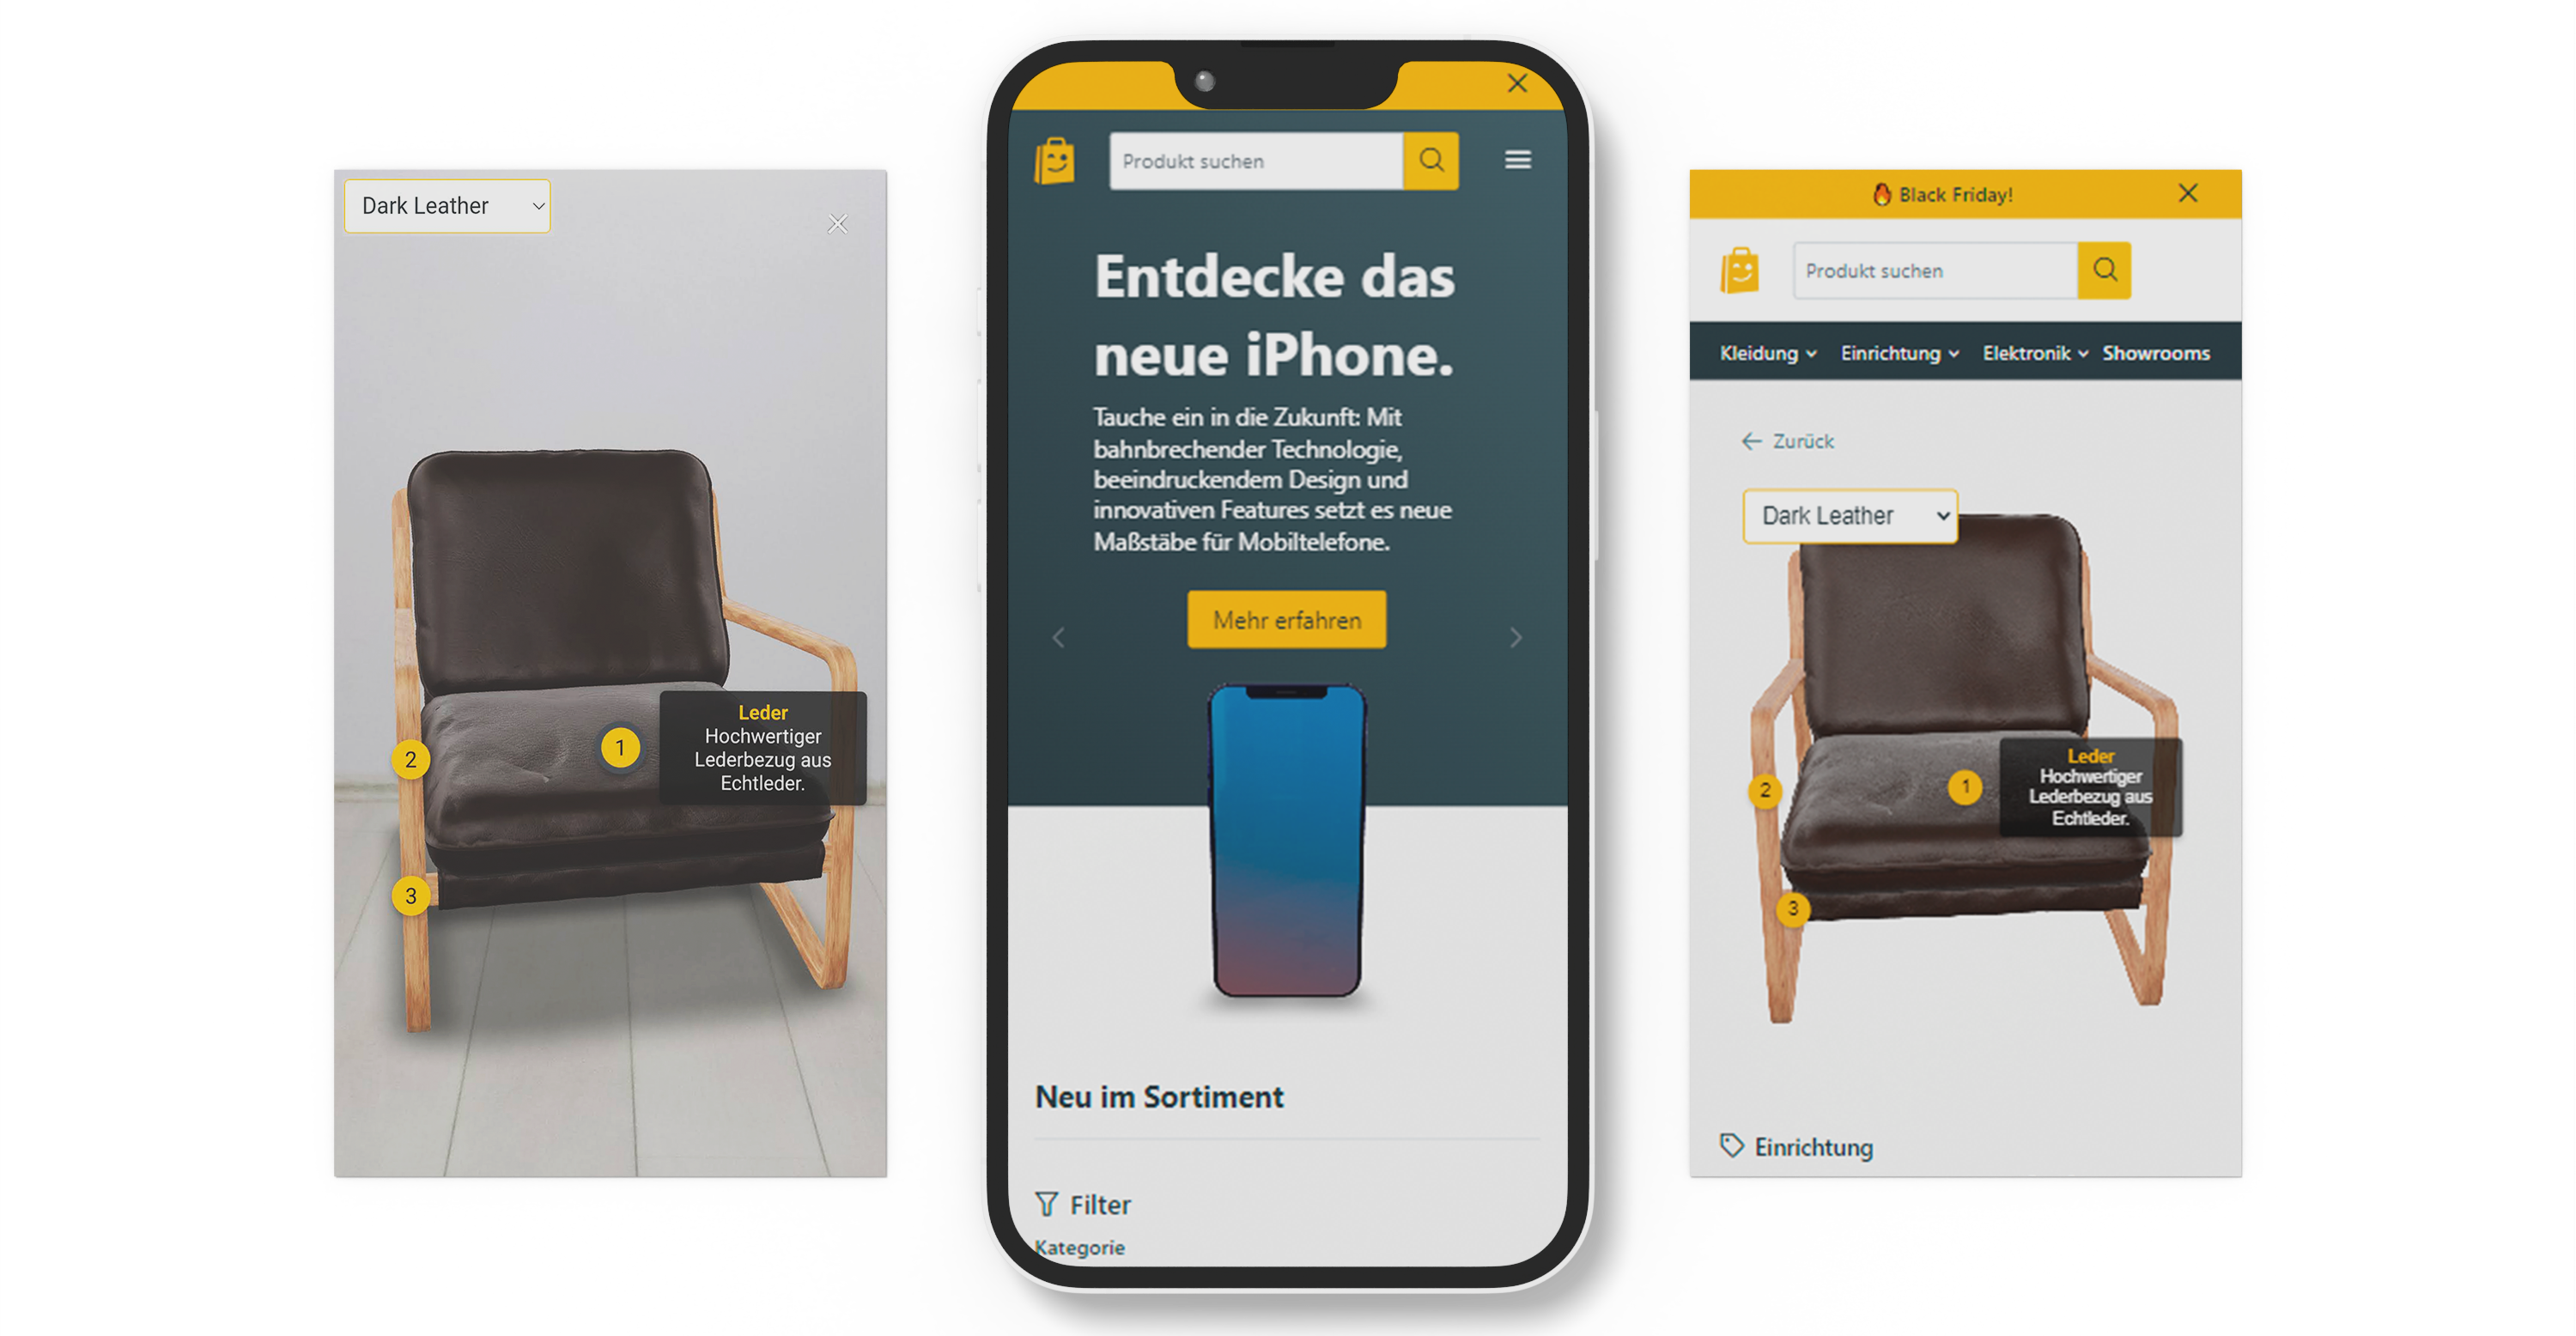 Dark Leather
Leder
Hochwertiger
Lederbezug aus
Echtleder.
1
2
3
Produkt suchen
Entdecke das
neue iPhone.
Tauche ein in die Zukunft: Mit
bahnbrechender Technologie,
beeindruckendem Design und
innovativen Features setzt es neue
Maßstäbe für Mobiltelefone.
Mehr erfahren
Neu im Sortiment
Filter
Kategorie
Black Friday!
Produkt suchen
Kleidung Einrichtung Elektronik Showrooms
Zurück
Dark Leather
Leder
Hochwertiger
Lederbezug aus
Echtleder.
1
2
3
Einrichtung